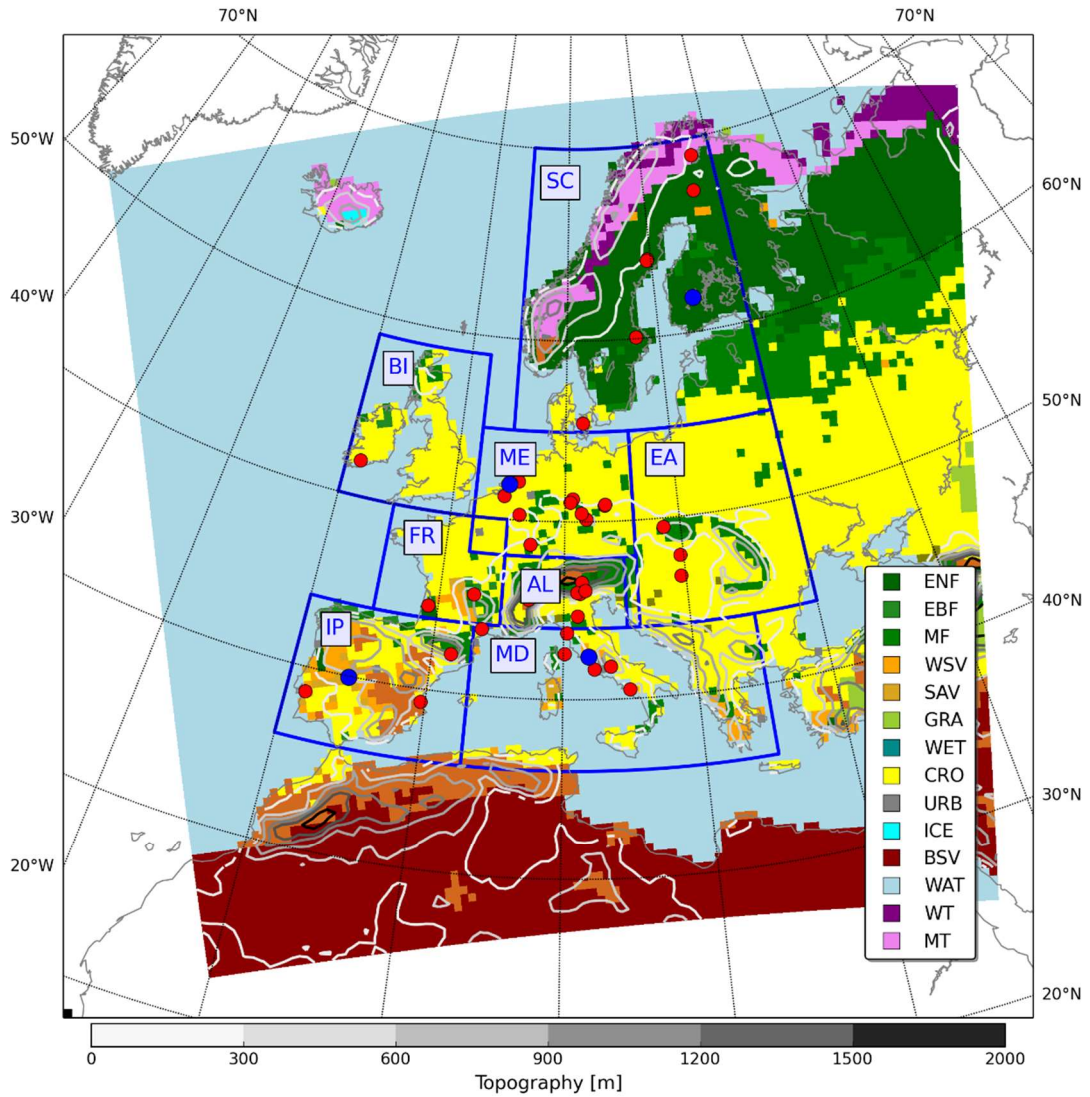 70°N 70°N
50°W
60°N
SC
40°W
BI
50°N
ME EA
30°W
FR
AL
ENF
40°N
EBF
IP
MF
MD
WSV
SAV
GRA
WET
CRO
30°N
URB
ICE
20°W
BSV
WAT
WT
MT
20°N
0 300 600 900 1200 1500 2000
Topography [m]